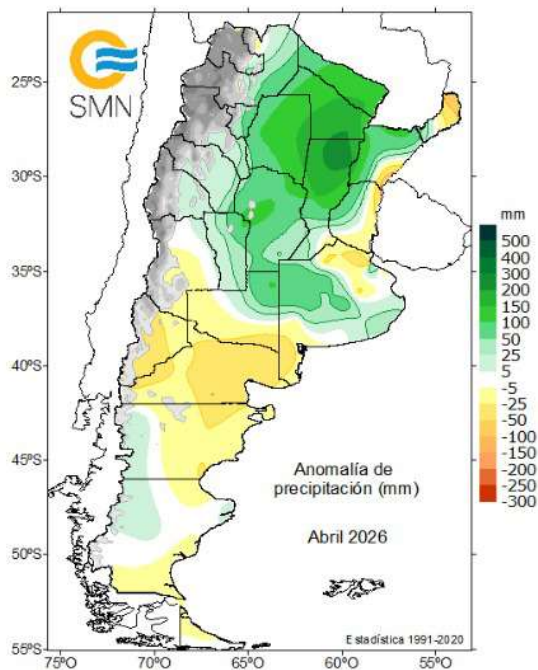 SMN
25ºS
30ºS
35ºS
40ºS
45ºS
50ºS
55ºS
75ºO
70ºO
65ºO
60ºO
55ºO
mm
500
400
300
200
100
50
25
5
-5
-25
-50
-100
-150
-200
-250
-300
Anomalía de
precipitación (mm)
Abril 2026
Estadística 1991-2020